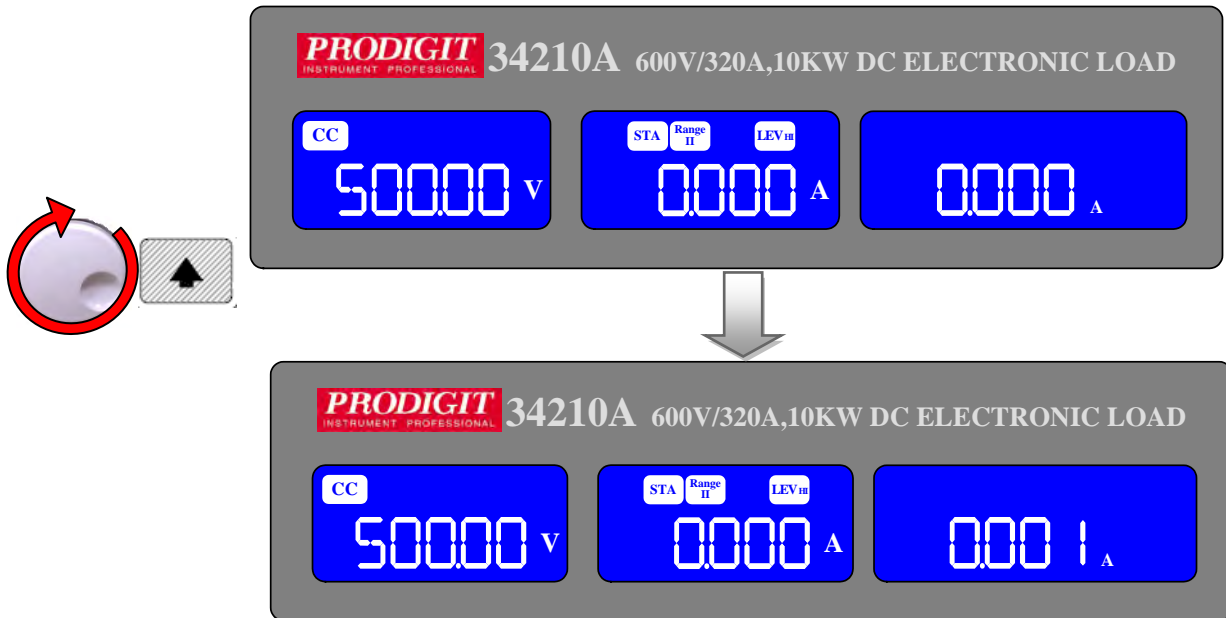 PRODIGIT
INSTRUMENT PROFESSIONAL
34210A 600V/320A,10KW DC ELECTRONIC LOAD
CC
500.00 V
STA Range II LEV HI
0.000 A
0.000 A
PRODIGIT
INSTRUMENT PROFESSIONAL
34210A 600V/320A,10KW DC ELECTRONIC LOAD
CC
500.00 V
STA Range II LEV HI
0.000 A
0.001 A